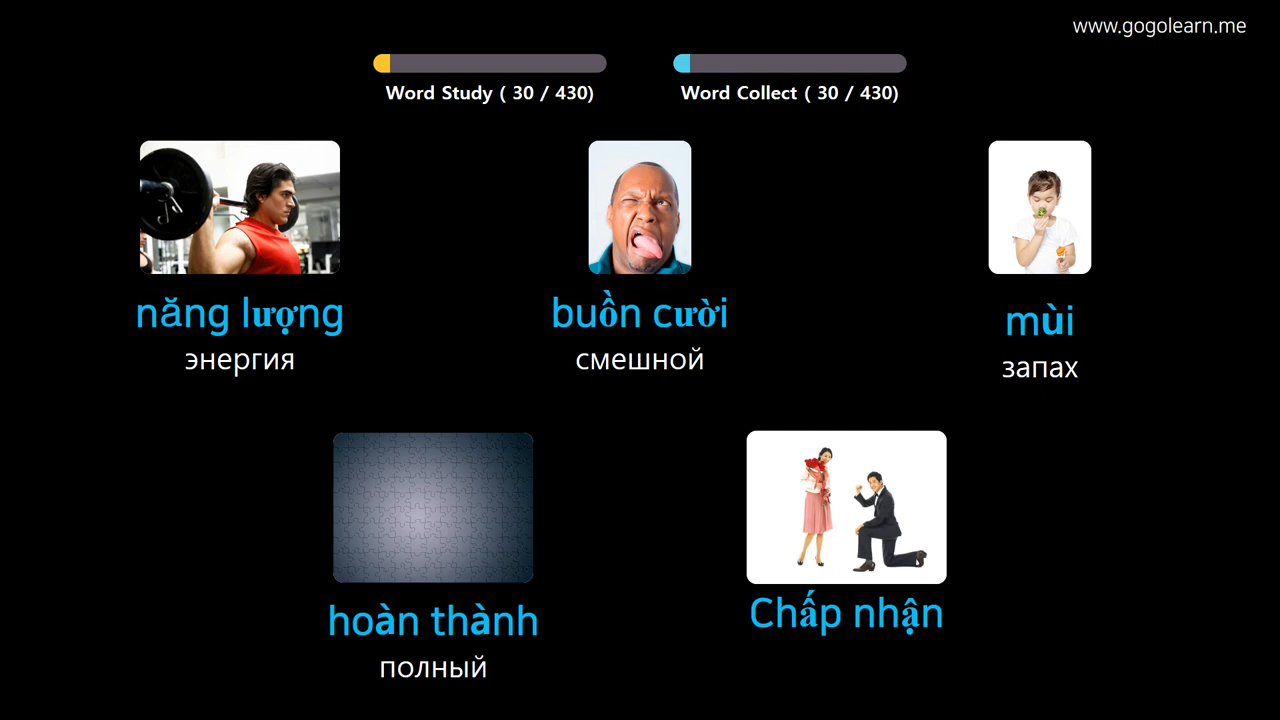 www.gogolearn.me
Word Study ( 30 / 430)
Word Collect ( 30 / 430)
năng lượng
энергия
buồn cười
смешной
mùi
запах
hoàn thành
полный
Chấp nhận